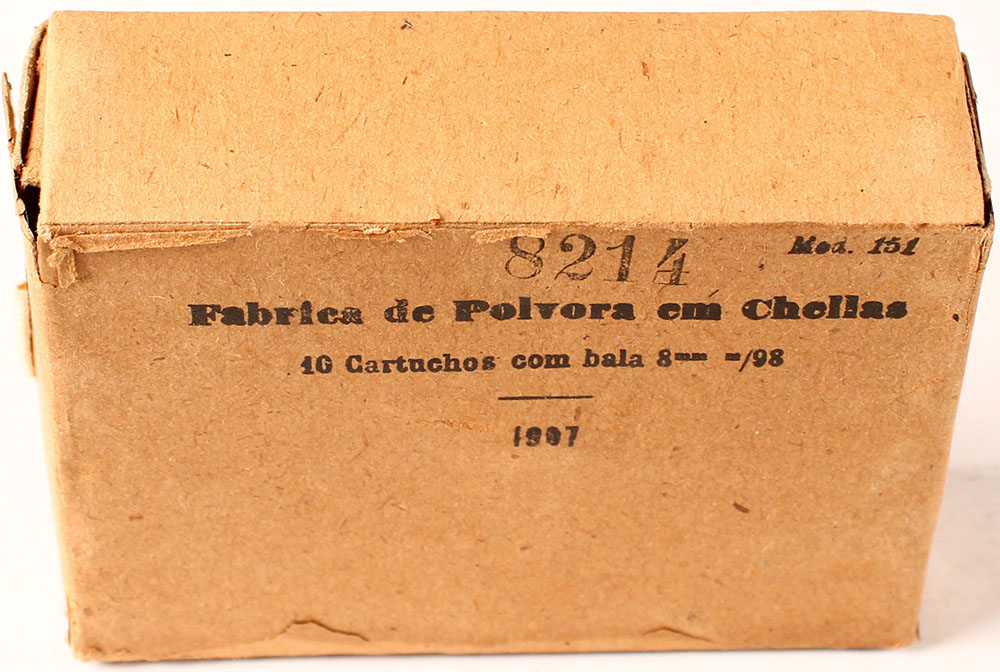 8214
Mod. 151
Fabrica de Polvora em Chellas
10 Cartuchos com bala 8mm m/98
1907